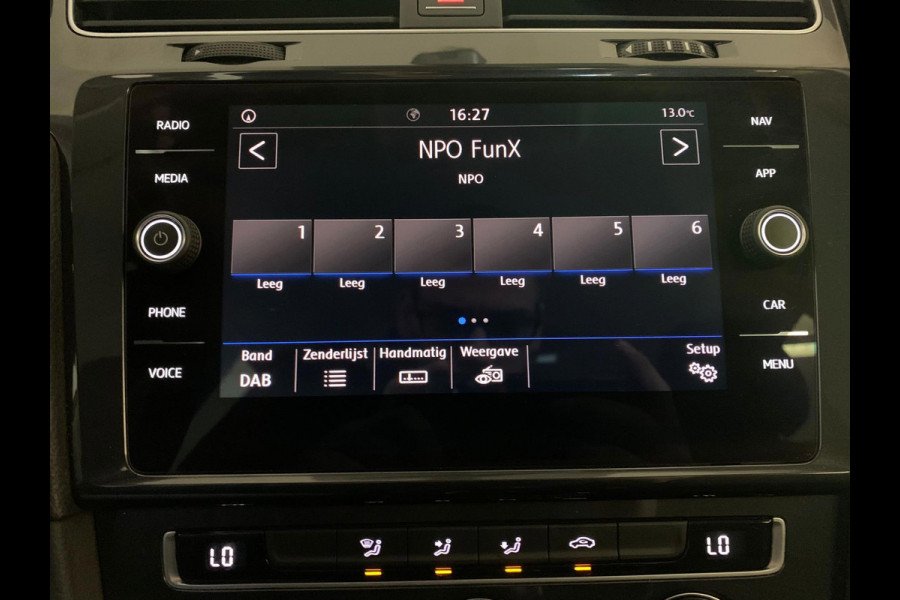 16:27
13.0°C
RADIO
NAV
<
NPO FunX
>
MEDIA
NPO
APP
1 2 3 4 5 6
Leeg Leeg Leeg Leeg Leeg Leeg
PHONE
CAR
Band Zenderlijst Handmatig Weergave Setup
DAB
VOICE
MENU
LO LO